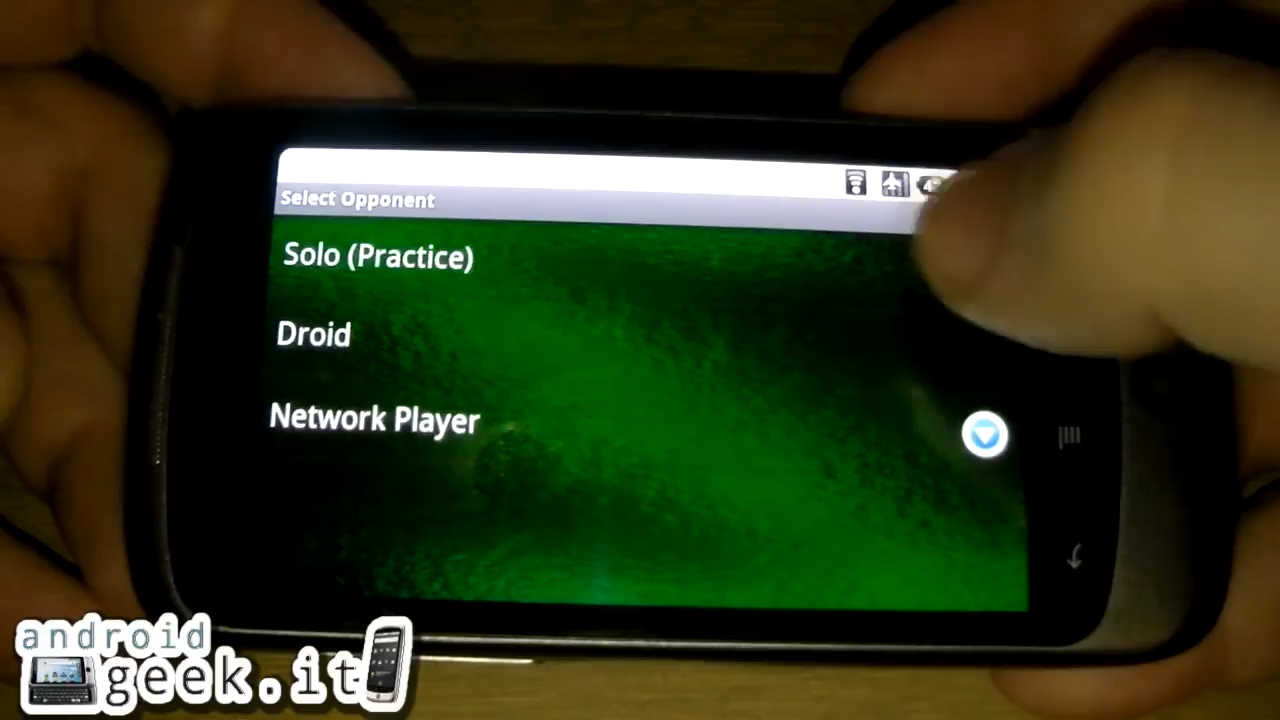 Select Opponent
Solo (Practice)
Droid
Network Player
android
geek.it